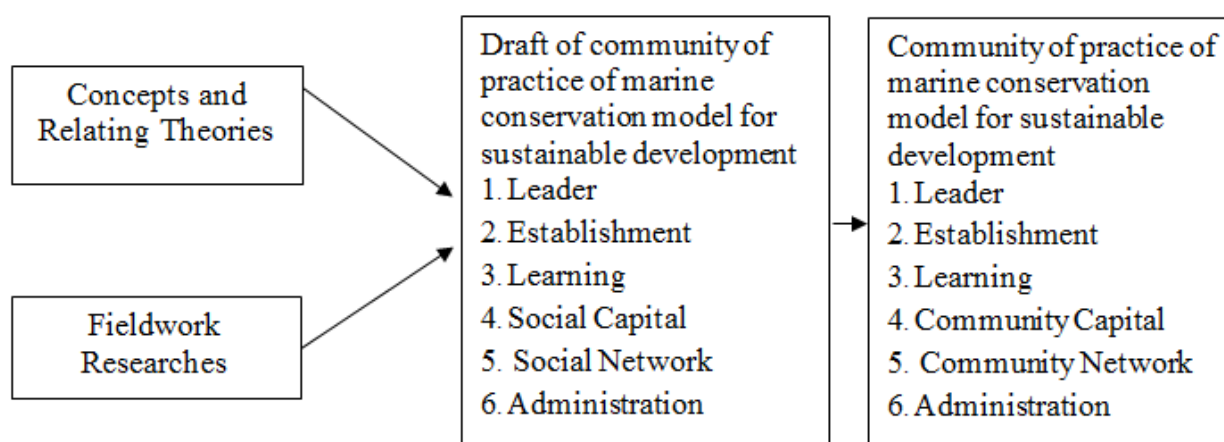 Concepts and
Relating Theories
Fieldwork
Researches
Draft of community of
practice of marine
conservation model for
sustainable development
1. Leader
2. Establishment
3. Learning
4. Social Capital
5. Social Network
6. Administration
Community of practice of
marine conservation
model for sustainable
development
1. Leader
2. Establishment
3. Learning
4. Community Capital
5. Community Network
6. Administration